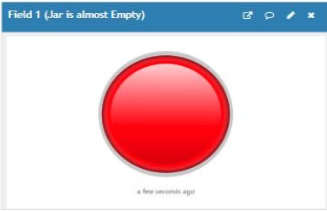 Field 1 (Jar is almost Empty)
a few seconds ago